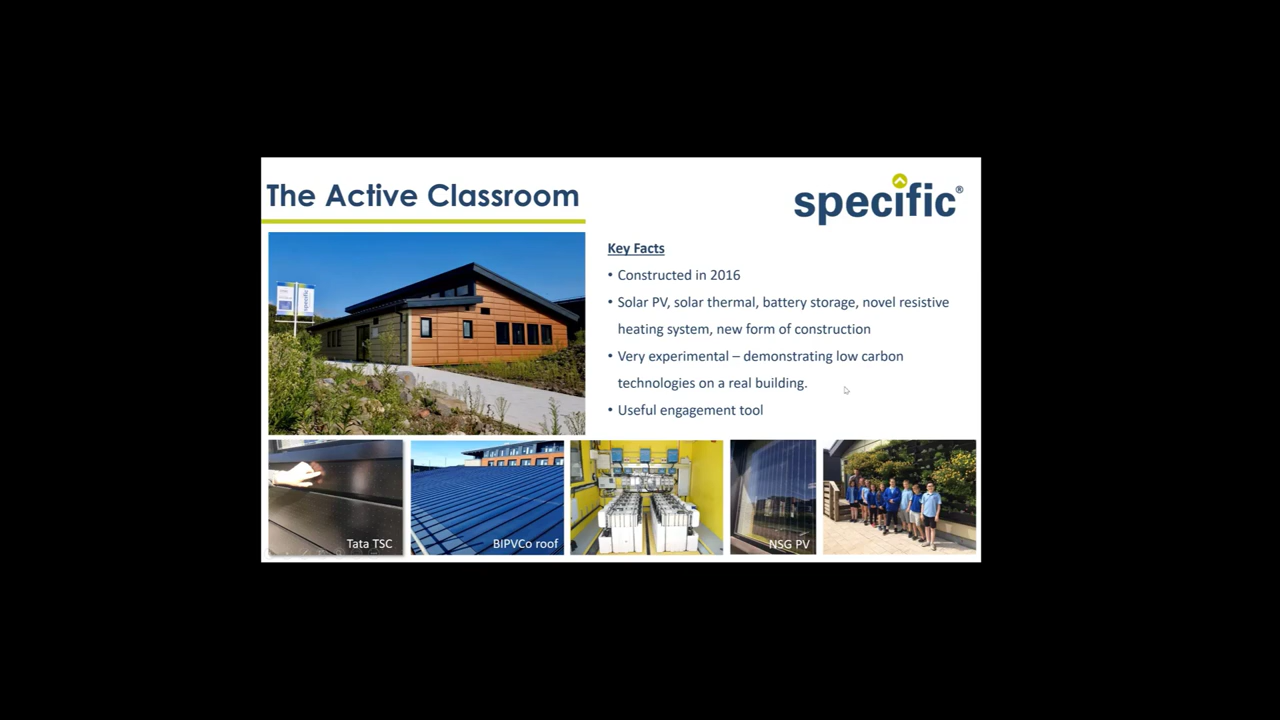 The Active Classroom
specific®
Key Facts
• Constructed in 2016
• Solar PV, solar thermal, battery storage, novel resistive
heating system, new form of construction
• Very experimental – demonstrating low carbon
technologies on a real building.
• Useful engagement tool
specific
Tata TSC
BIPVCo roof
NSG PV